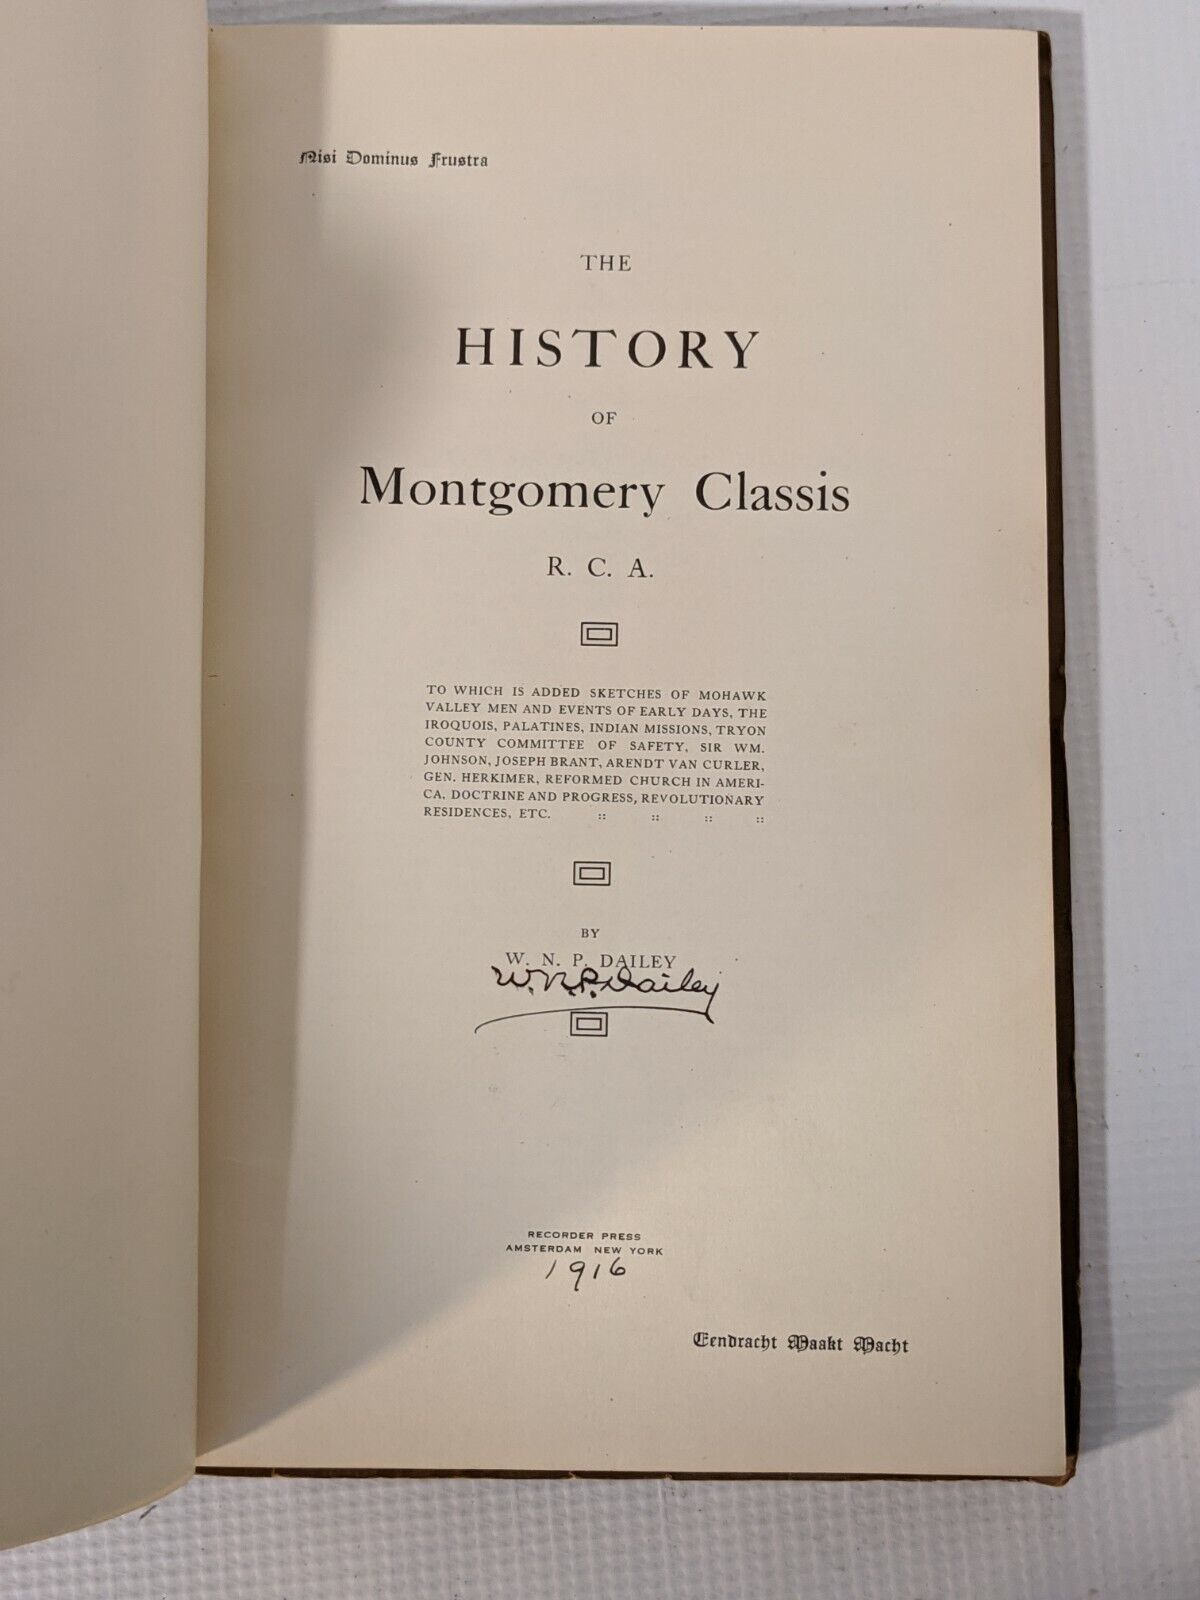 Nisi Dominus Frustra
THE
HISTORY
OF
Montgomery Classis
R. C. A.
TO WHICH IS ADDED SKETCHES OF MOHAWK
VALLEY MEN AND EVENTS OF EARLY DAYS, THE
IROQUOIS, PALATINES, INDIAN MISSIONS, TRYON
COUNTY COMMITTEE OF SAFETY, SIR WM.
JOHNSON, JOSEPH BRANT, ARENDT VAN CURLER,
GEN. HERKIMER, REFORMED CHURCH IN AMERI-
CA, DOCTRINE AND PROGRESS, REVOLUTIONARY
RESIDENCES, ETC. :: :: :: ::
BY
W. N. P. DAILEY
W. N. P. Dailey
RECORDER PRESS
AMSTERDAM NEW YORK
1916
Eendracht Maakt Macht